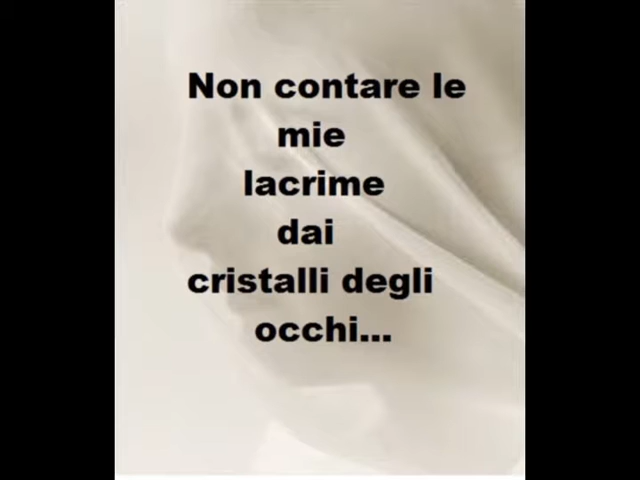 Non contare le
mie
lacrime
dai
cristalli degli
occhi...